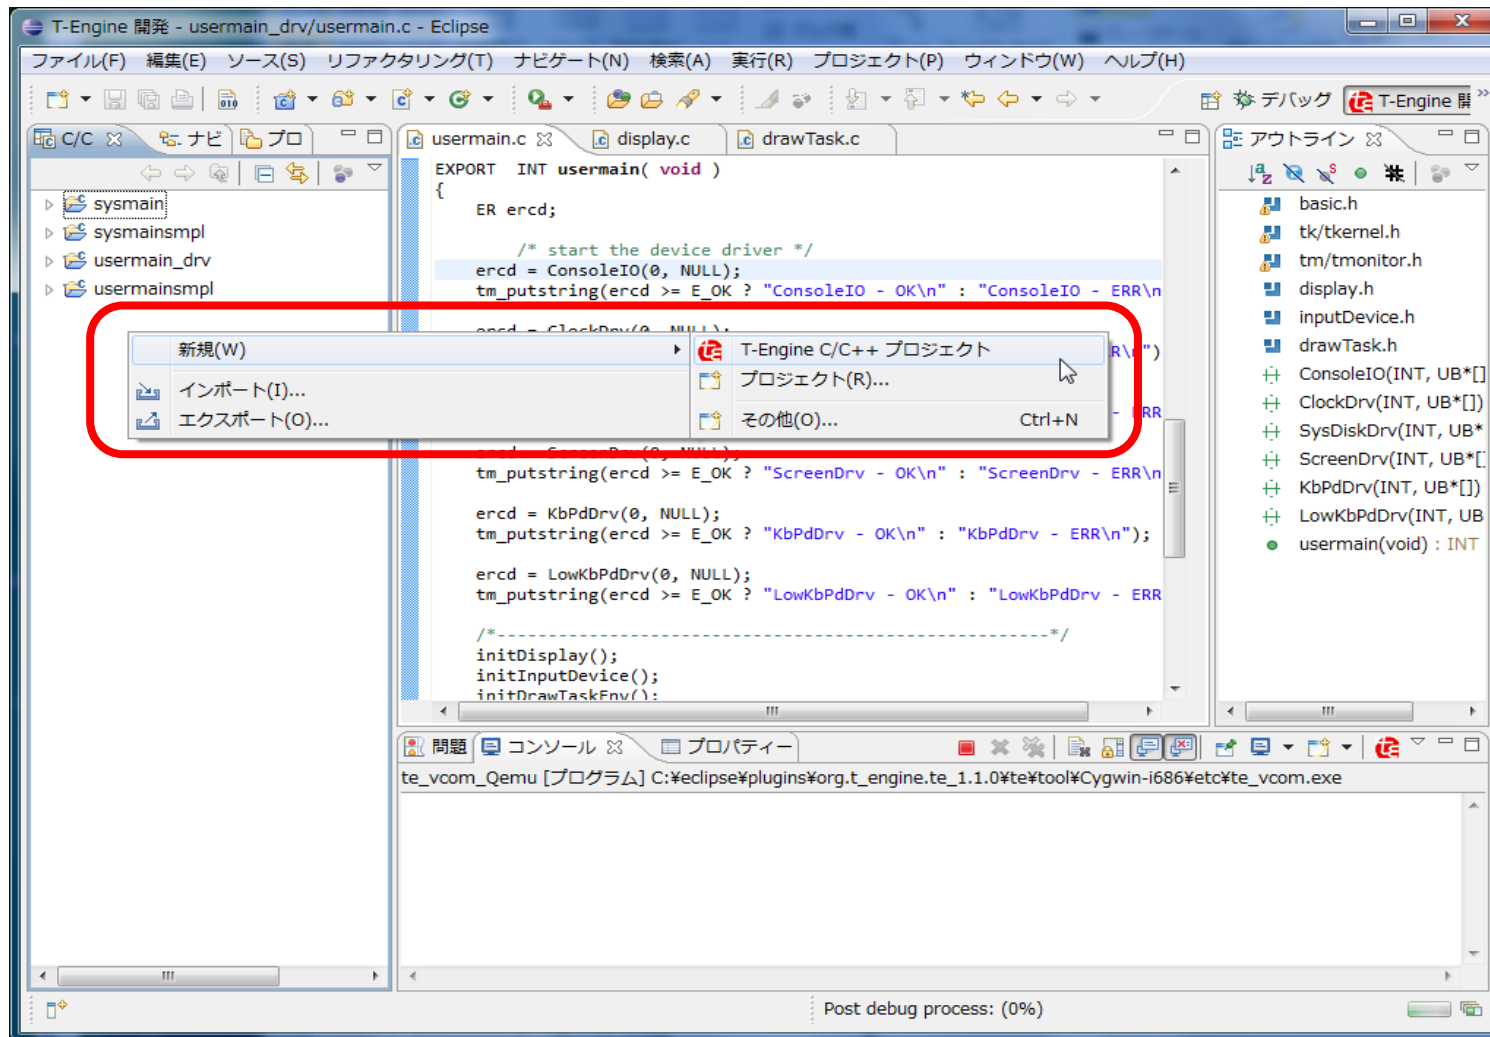 T-Engine 開発 - usermain_drv/usermain.c - Eclipse
ファイル(F) 編集(E) ソース(S) リファクタリング(T) ナビゲート(N) 検索(A) 実行(R) プロジェクト(P) ウィンドウ(W) ヘルプ(H)
デバッグ T-Engine 開
C/C ナビ プロ
sysmain
sysmainsmpl
usermain_drv
usermainsmpl
usermain.c display.c drawTask.c
EXPORT INT usermain( void )
{
ER ercd;
/* start the device driver */
ercd = ConsoleIO(0, NULL);
tm_putstring(ercd >= E_OK ? "ConsoleIO - OK\n" : "ConsoleIO - ERR\n
ercd = ClockDrv(0, NULL);
R\n")
- ERR
ercd = ScreenDrv(0, NULL);
tm_putstring(ercd >= E_OK ? "ScreenDrv - OK\n" : "ScreenDrv - ERR\n
ercd = KbPdDrv(0, NULL);
tm_putstring(ercd >= E_OK ? "KbPdDrv - OK\n" : "KbPdDrv - ERR\n");
ercd = LowKbPdDrv(0, NULL);
tm_putstring(ercd >= E_OK ? "LowKbPdDrv - OK\n" : "LowKbPdDrv - ERR
/*------------------------------------------------------*/
initDisplay();
initInputDevice();
initDrawTaskEnv();
新規(W)
インポート(I)...
エクスポート(O)...
T-Engine C/C++ プロジェクト
プロジェクト(R)...
その他(O)... Ctrl+N
アウトライン
basic.h
tk/tkernel.h
tm/tmonitor.h
display.h
inputDevice.h
drawTask.h
ConsoleIO(INT, UB*[]
ClockDrv(INT, UB*[])
SysDiskDrv(INT, UB*
ScreenDrv(INT, UB*[]
KbPdDrv(INT, UB*[])
LowKbPdDrv(INT, UB
usermain(void) : INT
問題 コンソール プロパティー
te_vcom_Qemu [プログラム] C:¥eclipse¥plugins¥org.t_engine.te_1.1.0¥te¥tool¥Cygwin-i686¥etc¥te_vcom.exe
Post debug process: (0%)